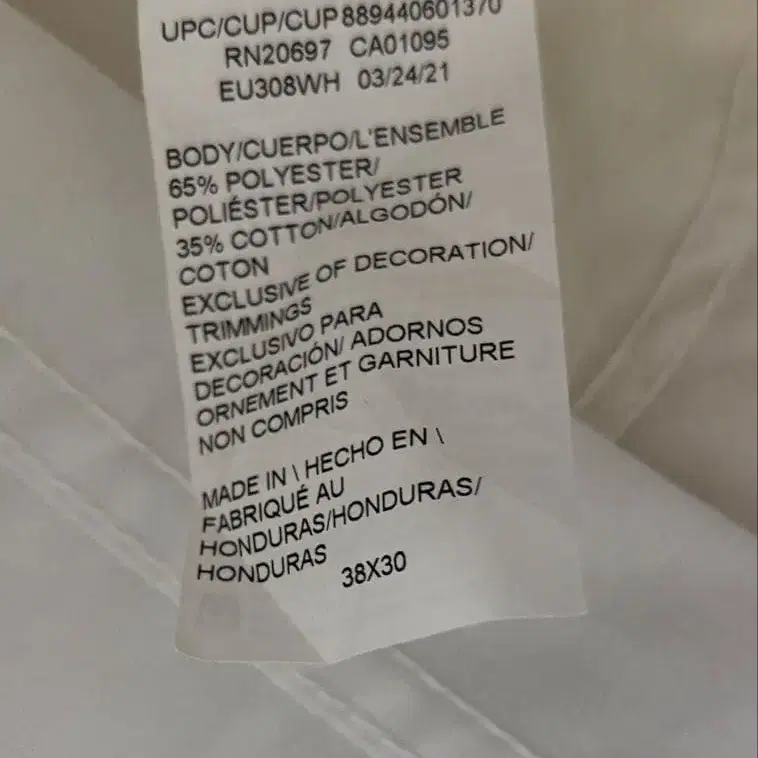 UPC/CUP/CUP 889440601370
RN20697 CA01095
EU308WH 03/24/21
BODY/CUERPO/L'ENSEMBLE
65% POLYESTER/
POLIÉSTER/POLYESTER
35% COTTON/ALGODÓN/
COTON
EXCLUSIVE OF DECORATION/
TRIMMINGS
EXCLUSIVO PARA
DECORACIÓN/ ADORNOS
ORNEMENT ET GARNITURE
NON COMPRIS
MADE IN \ HECHO EN \
FABRIQUÉ AU
HONDURAS/HONDURAS/
HONDURAS
38X30